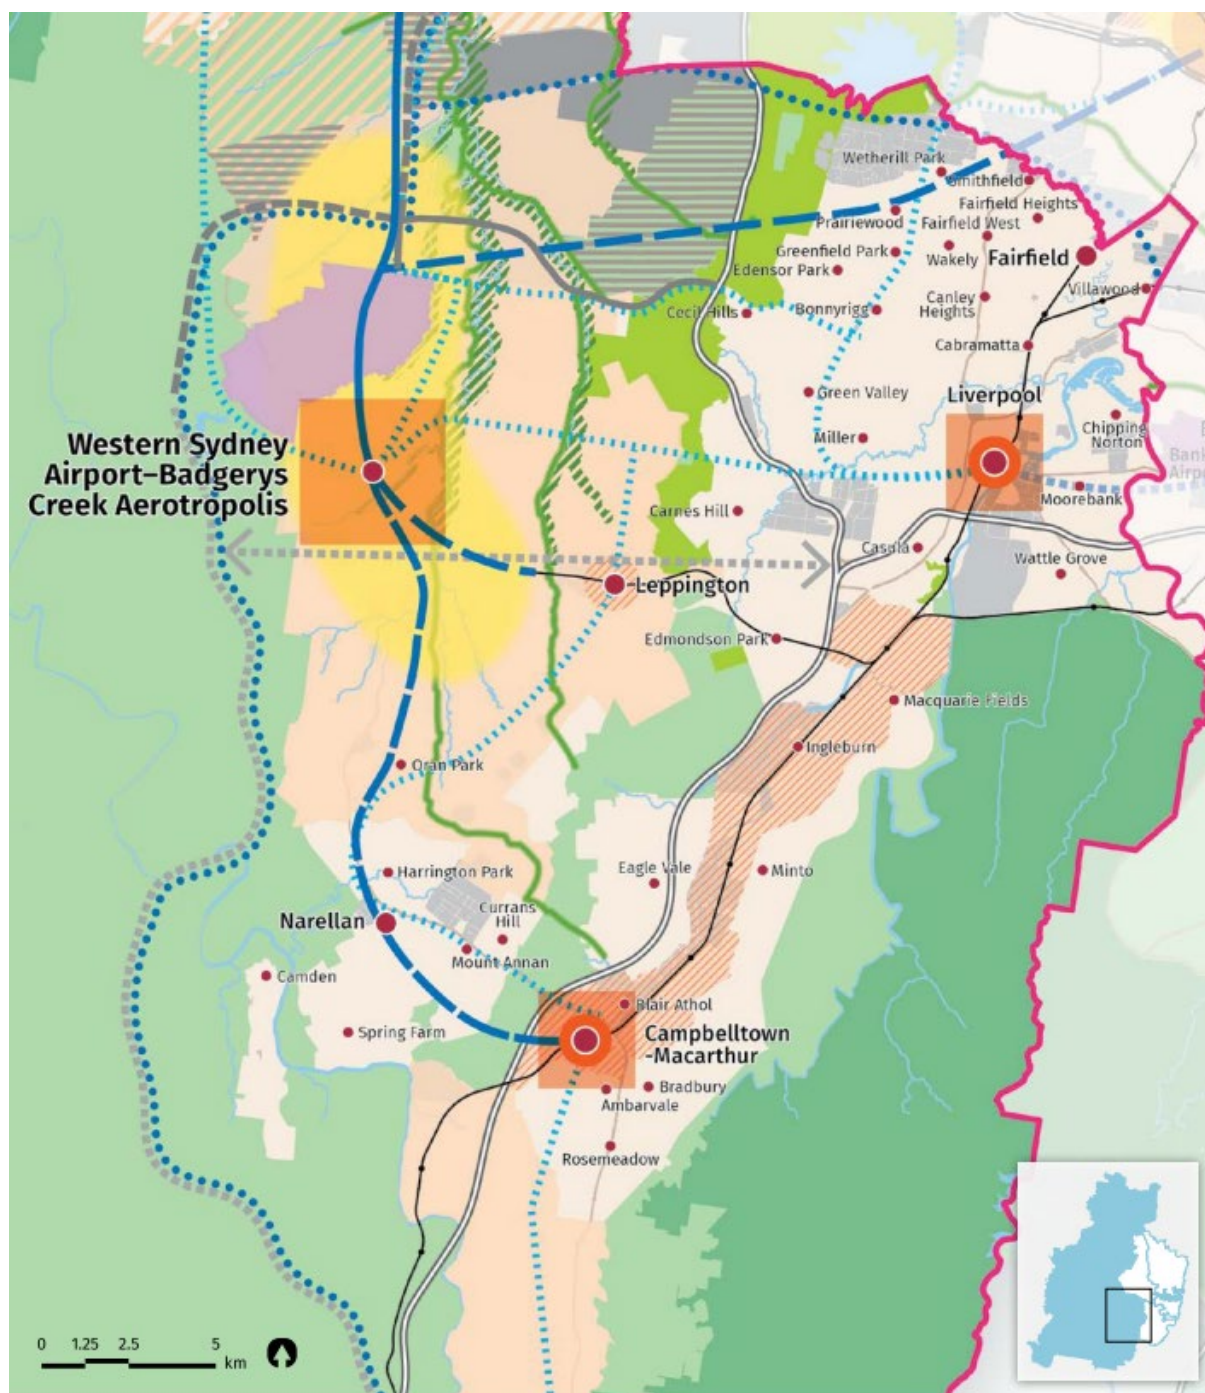 Wetherill Park
Smithfield
Fairfield Heights
Prairiewood
Fairfield West
Greenfield Park
Wakely
Fairfield
Edensor Park
Villawood
Canley
Heights
Cecil Hills
Bonnyrigg
Cabramatta
Green Valley
Liverpool
Chipping
Norton
Miller
Western Sydney
Airport–Badgerys
Creek Aerotropolis
Moorebank
Carnes Hill
Casula
Wattle Grove
Leppington
Edmondson Park
Macquarie Fields
Ingleburn
Oran Park
Harrington Park
Eagle Vale
Minto
Currans
Hill
Narellan
Mount Annan
Camden
Blair Athol
Spring Farm
Campbelltown
-Macarthur
Bradbury
Ambarvale
Rosemeadow
0 1.25 2.5 5
km